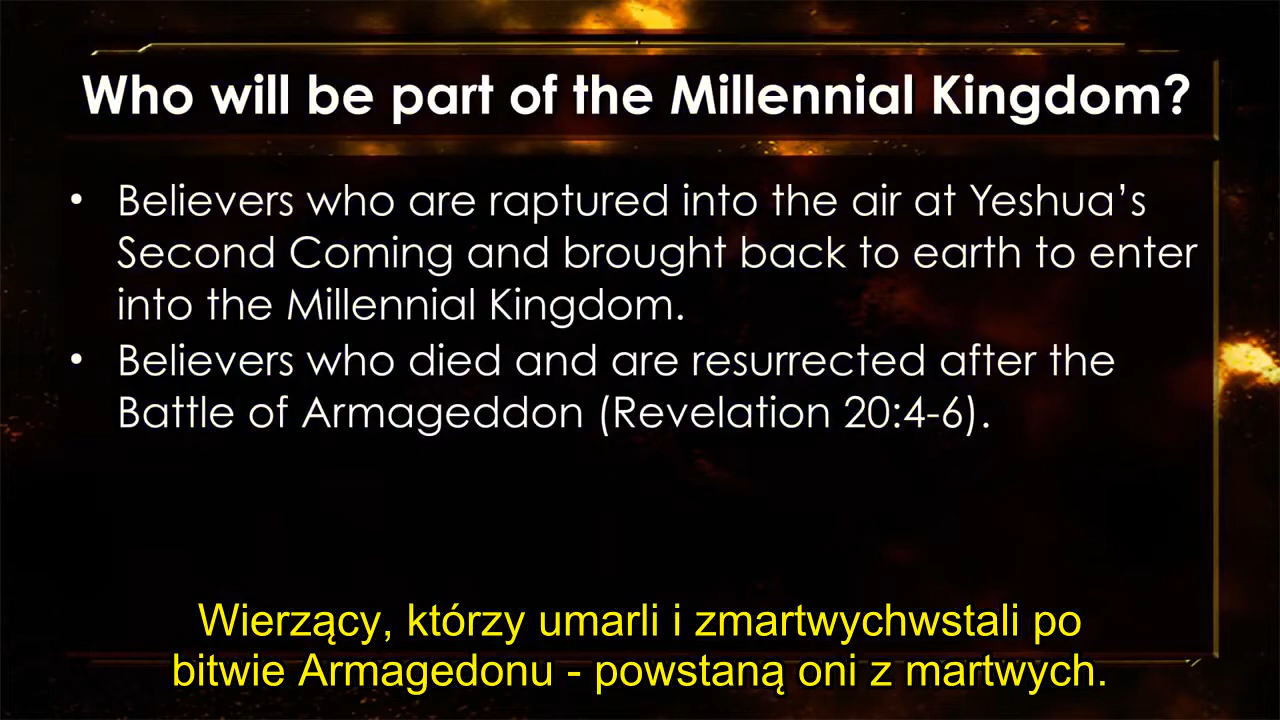 Who will be part of the Millennial Kingdom?
• Believers who are raptured into the air at Yeshua’s
Second Coming and brought back to earth to enter
into the Millennial Kingdom.
• Believers who died and are resurrected after the
Battle of Armageddon (Revelation 20:4-6).
Wierzący, którzy umarli i zmartwychwstali po
bitwie Armagedonu - powstaną oni z martwych.